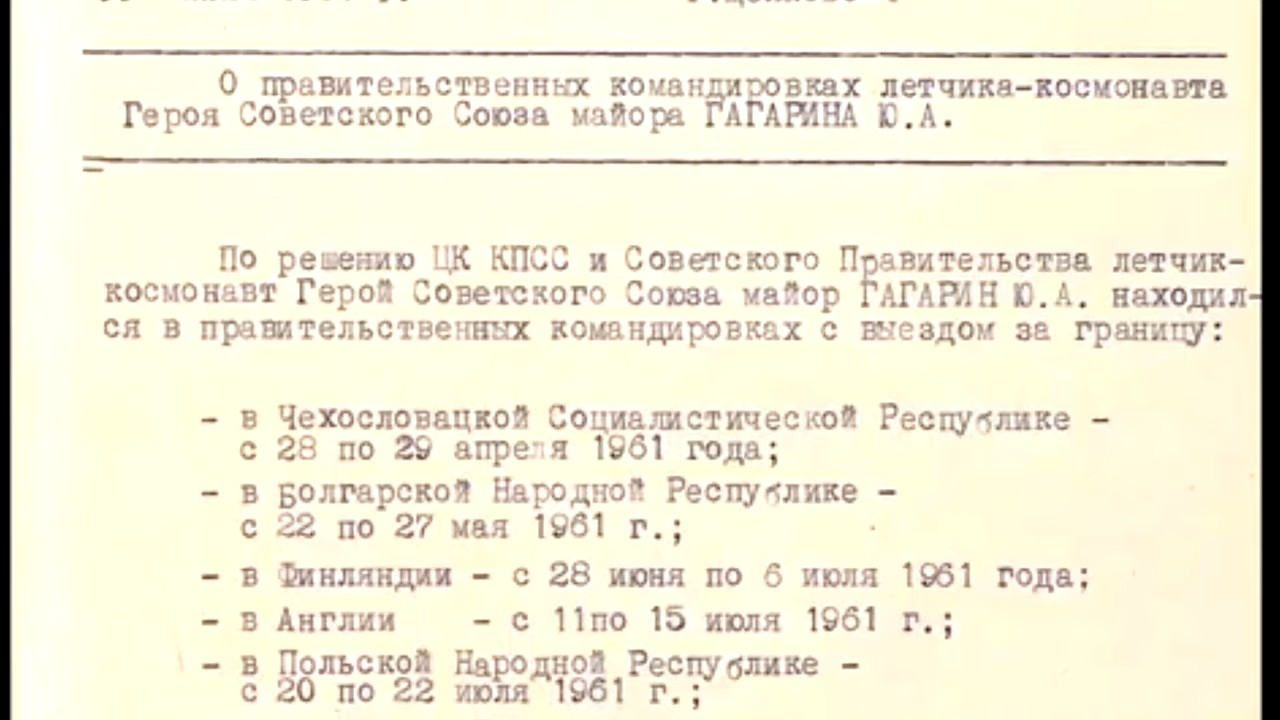 О правительственных командировках летчика-космонавта
Героя Советского Союза майора ГАГАРИНА Ю.А.
По решению ЦК КПСС и Советского Правительства летчик-
космонавт Герой Советского Союза майор ГАГАРИН Ю.А. находил-
ся в правительственных командировках с выездом за границу:
- в Чехословацкой Социалистической Республике -
с 28 по 29 апреля 1961 года;
- в Болгарской Народной Республике -
с 22 по 27 мая 1961 г.;
- в Финляндии - с 28 июня по 6 июля 1961 года;
- в Англии - с 11по 15 июля 1961 г.;
- в Польской Народной Республике -
с 20 по 22 июля 1961 г.;